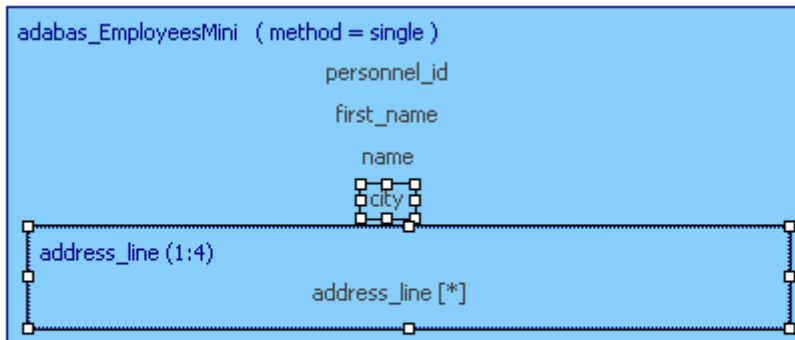 adabas_EmployeesMini ( method = single )
personnel_id
first_name
name
city
address_line (1:4)
address_line [*]